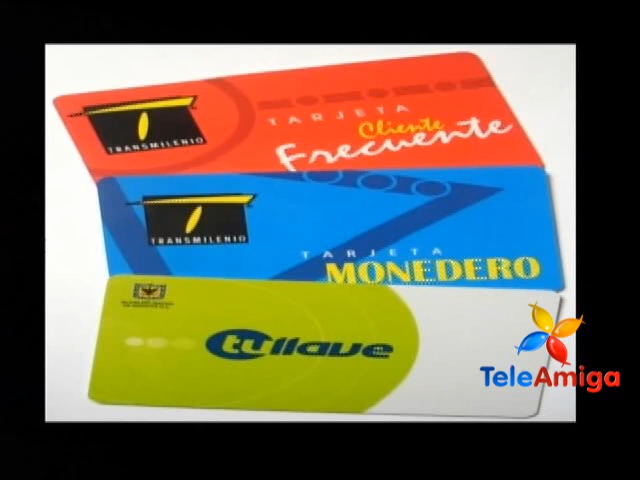 TRANSMILENIO
TARJETA
Cliente
Frecuente
TRANSMILENIO
TARJETA
MONEDERO
tullave
TeleAmiga